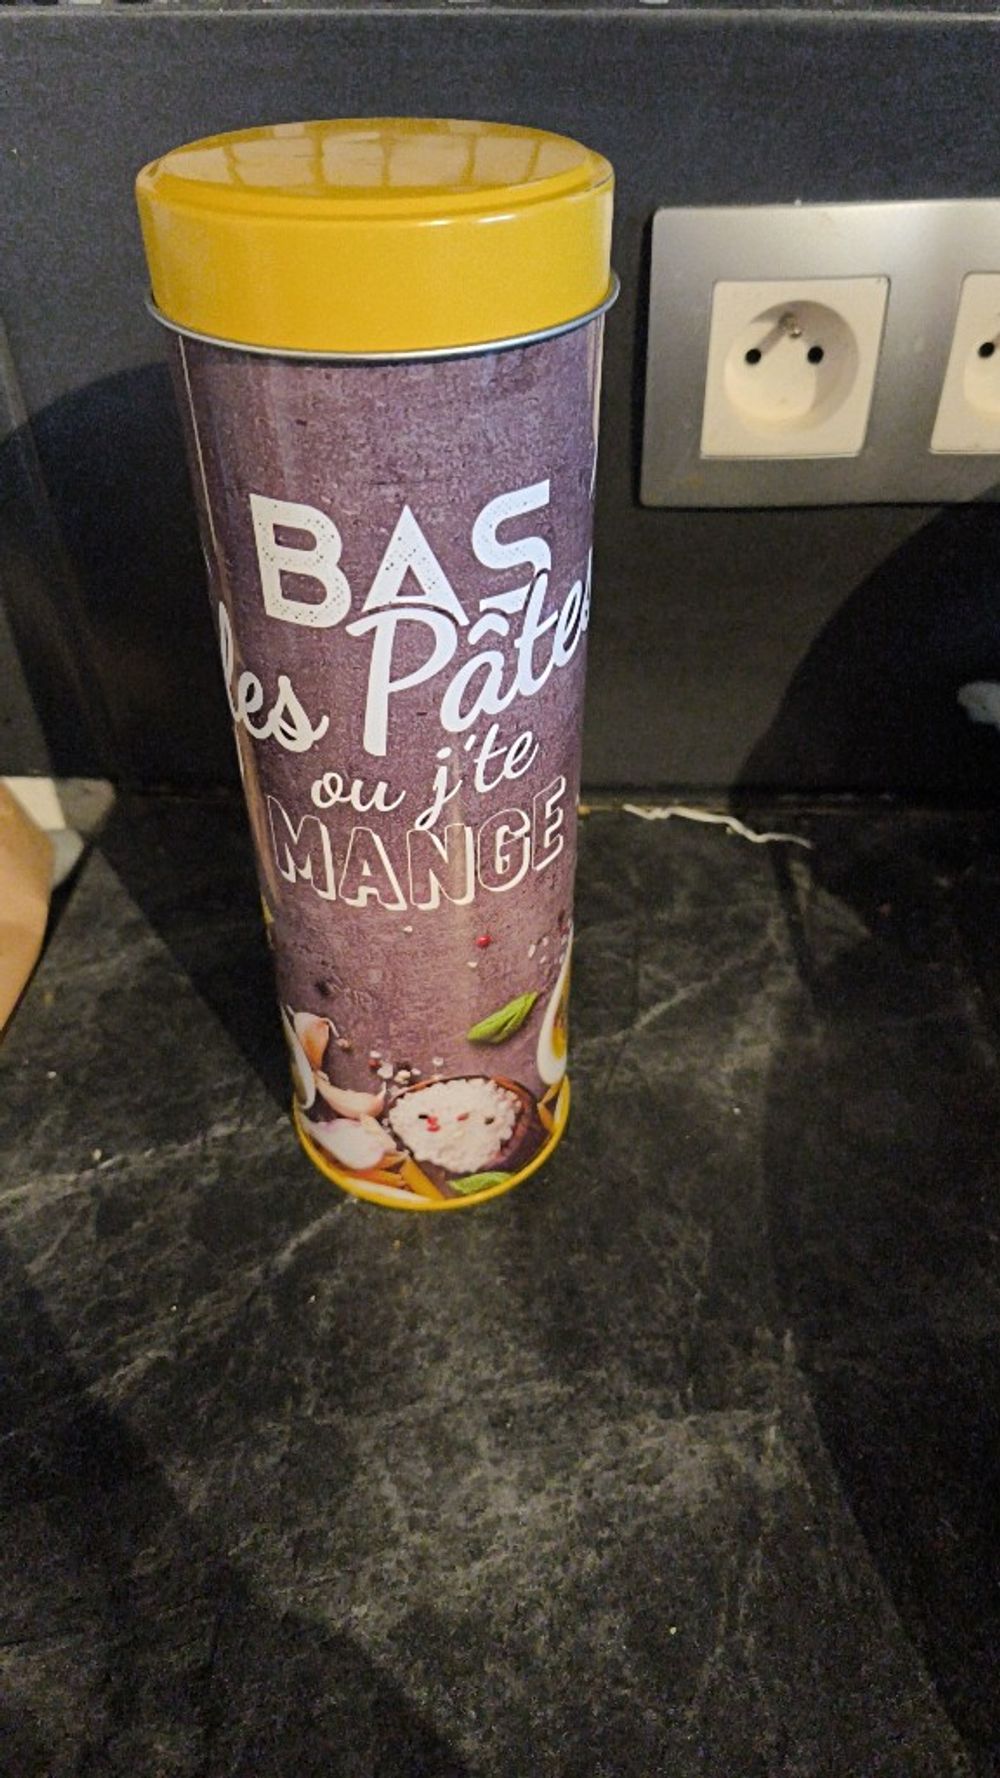 BAS
les Pâtes
ou j'te
MANGE